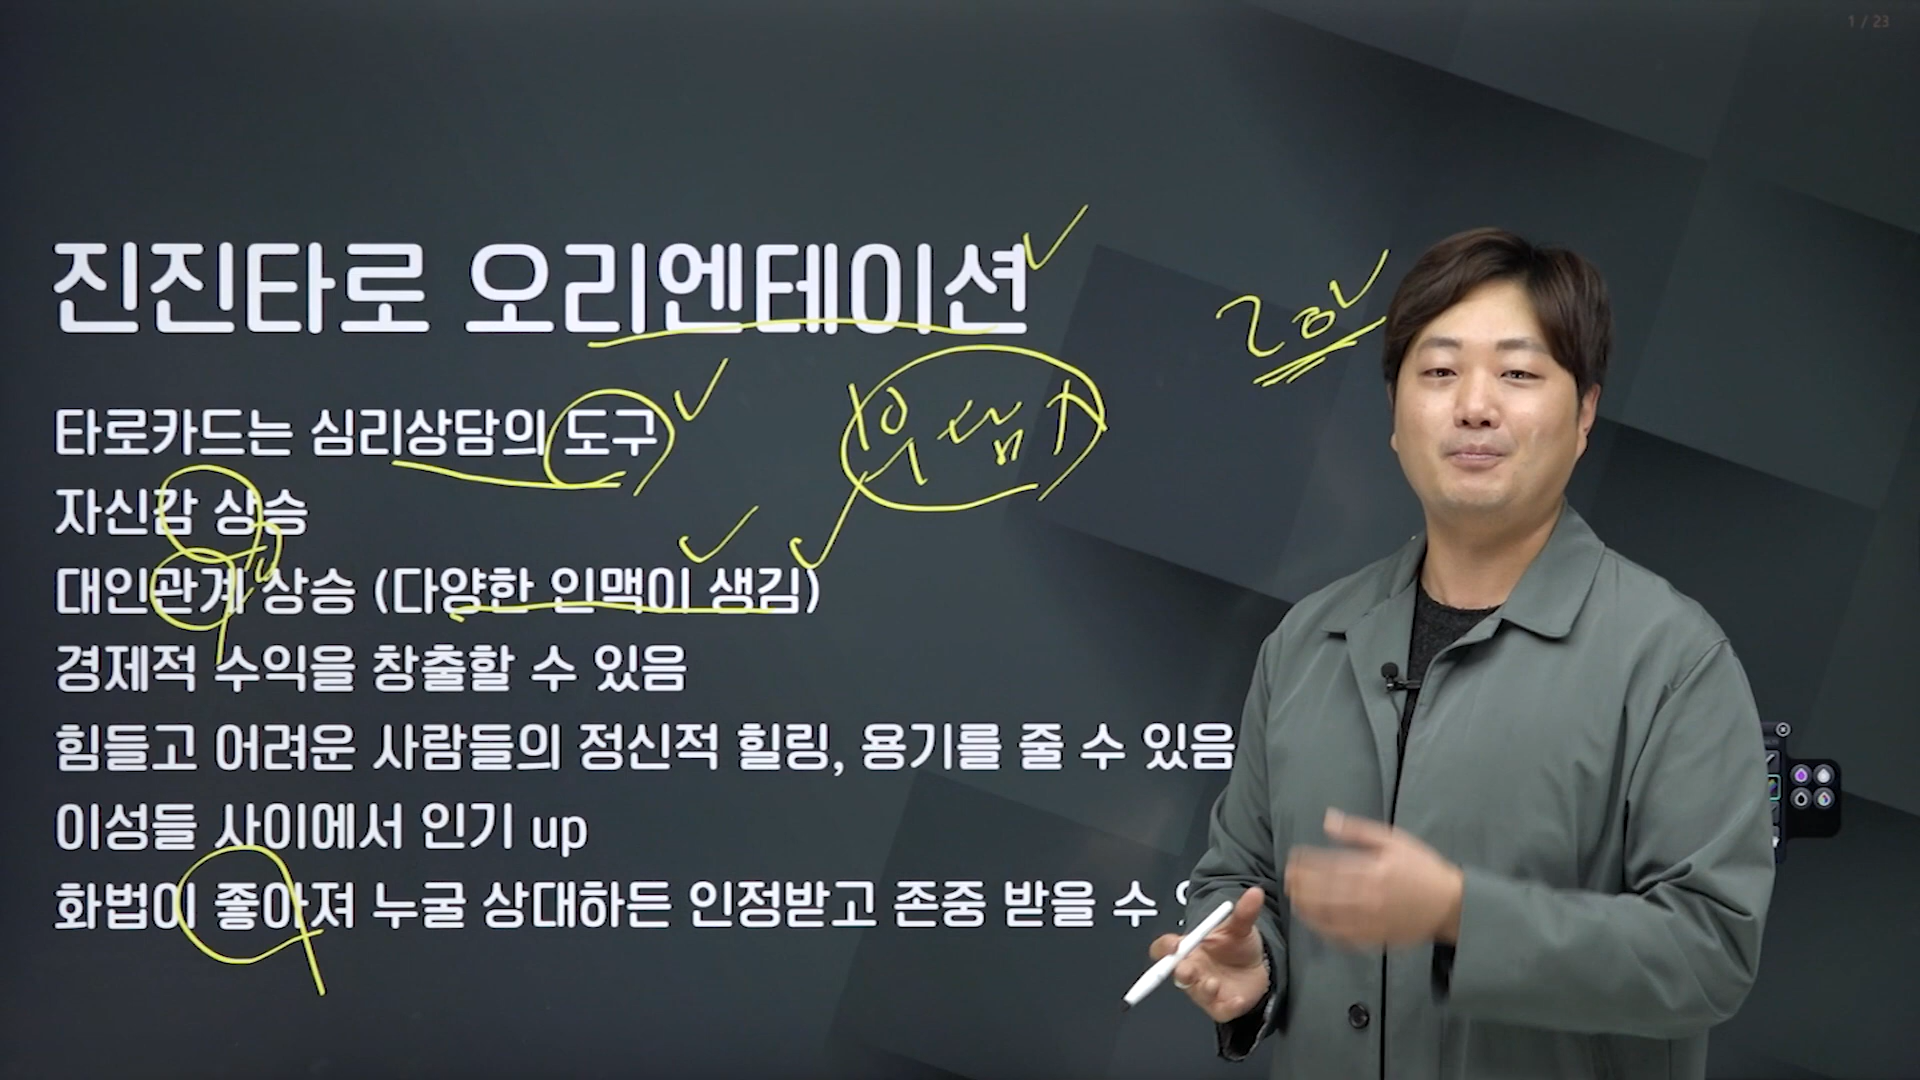 1 / 23
진진타로 오리엔테이션
타로카드는 심리상담의 도구
자신감 상승
대인관계 상승 (다양한 인맥이 생김)
경제적 수익을 창출할 수 있음
힘들고 어려운 사람들의 정신적 힐링, 용기를 줄 수 있음
이성들 사이에서 인기 up
화법이 좋아져 누굴 상대하든 인정받고 존중 받을 수